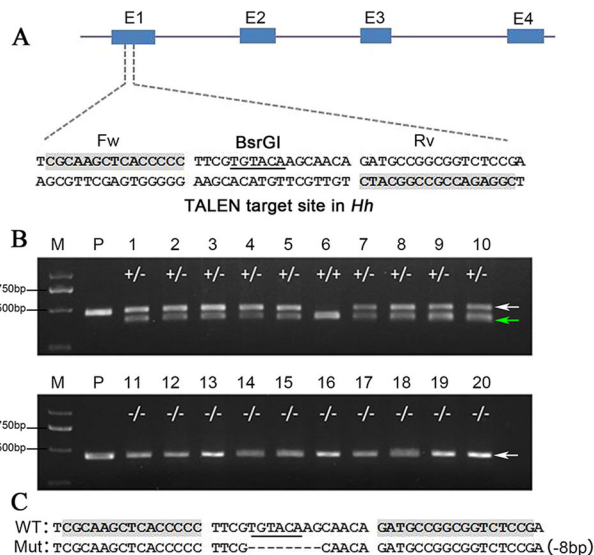 A
E1 E2 E3 E4
Fw BsrGI Rv
TCGCAAGCTCACCCCC TTCGTGTACAAGCAACA GATGCCGGCGGTCTCCGA
AGCGTTCGAGTGGGGG AAGCACATGTTCGTTGT CTACGGCCGCCAGAGGCT
TALEN target site in Hh
B
M P 1 2 3 4 5 6 7 8 9 10
+/- +/- +/- +/- +/- +/+ +/- +/- +/- +/-
750bp
500bp
M P 11 12 13 14 15 16 17 18 19 20
-/- -/- -/- -/- -/- -/- -/- -/- -/- -/-
750bp
500bp
C
WT: TCGCAAGCTCACCCCC TTCGTGTACAAGCAACA GATGCCGGCGGTCTCCGA
Mut: TCGCAAGCTCACCCCC TTCG--------CAACA GATGCCGGCGGTCTCCGA (-8bp)